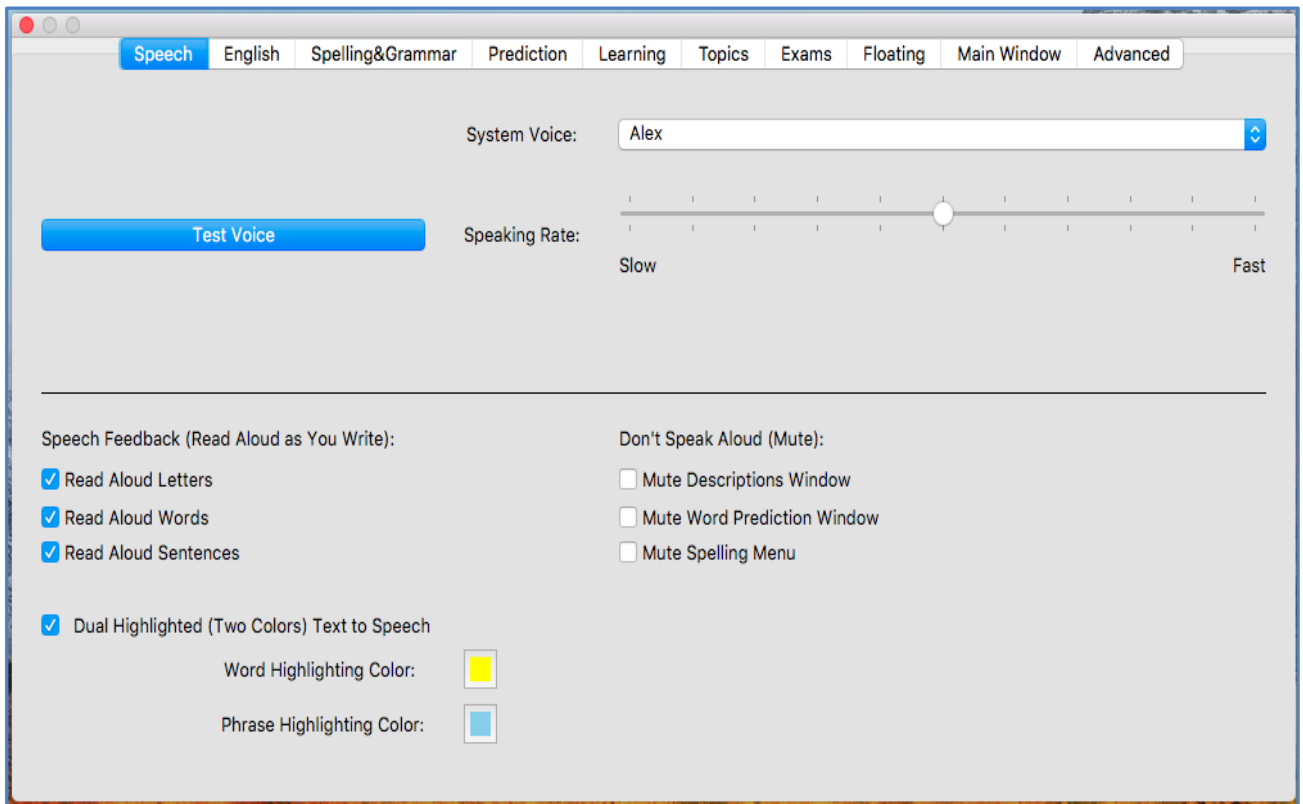 Speech English Spelling&Grammar Prediction Learning Topics Exams Floating Main Window Advanced
System Voice: Alex
Test Voice Speaking Rate:
Slow Fast
Speech Feedback (Read Aloud as You Write): Don't Speak Aloud (Mute):
Read Aloud Letters Mute Descriptions Window
Read Aloud Words Mute Word Prediction Window
Read Aloud Sentences Mute Spelling Menu
Dual Highlighted (Two Colors) Text to Speech
Word Highlighting Color:
Phrase Highlighting Color: